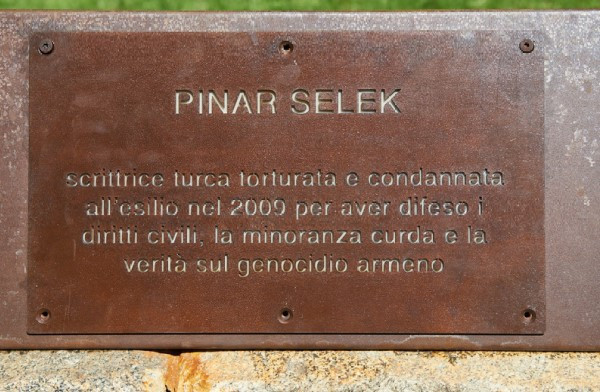 PINAR SELEK
scrittrice turca torturata e condannata
all'esilio nel 2009 per aver difeso i
diritti civili, la minoranza curda e la
verità sul genocidio armeno